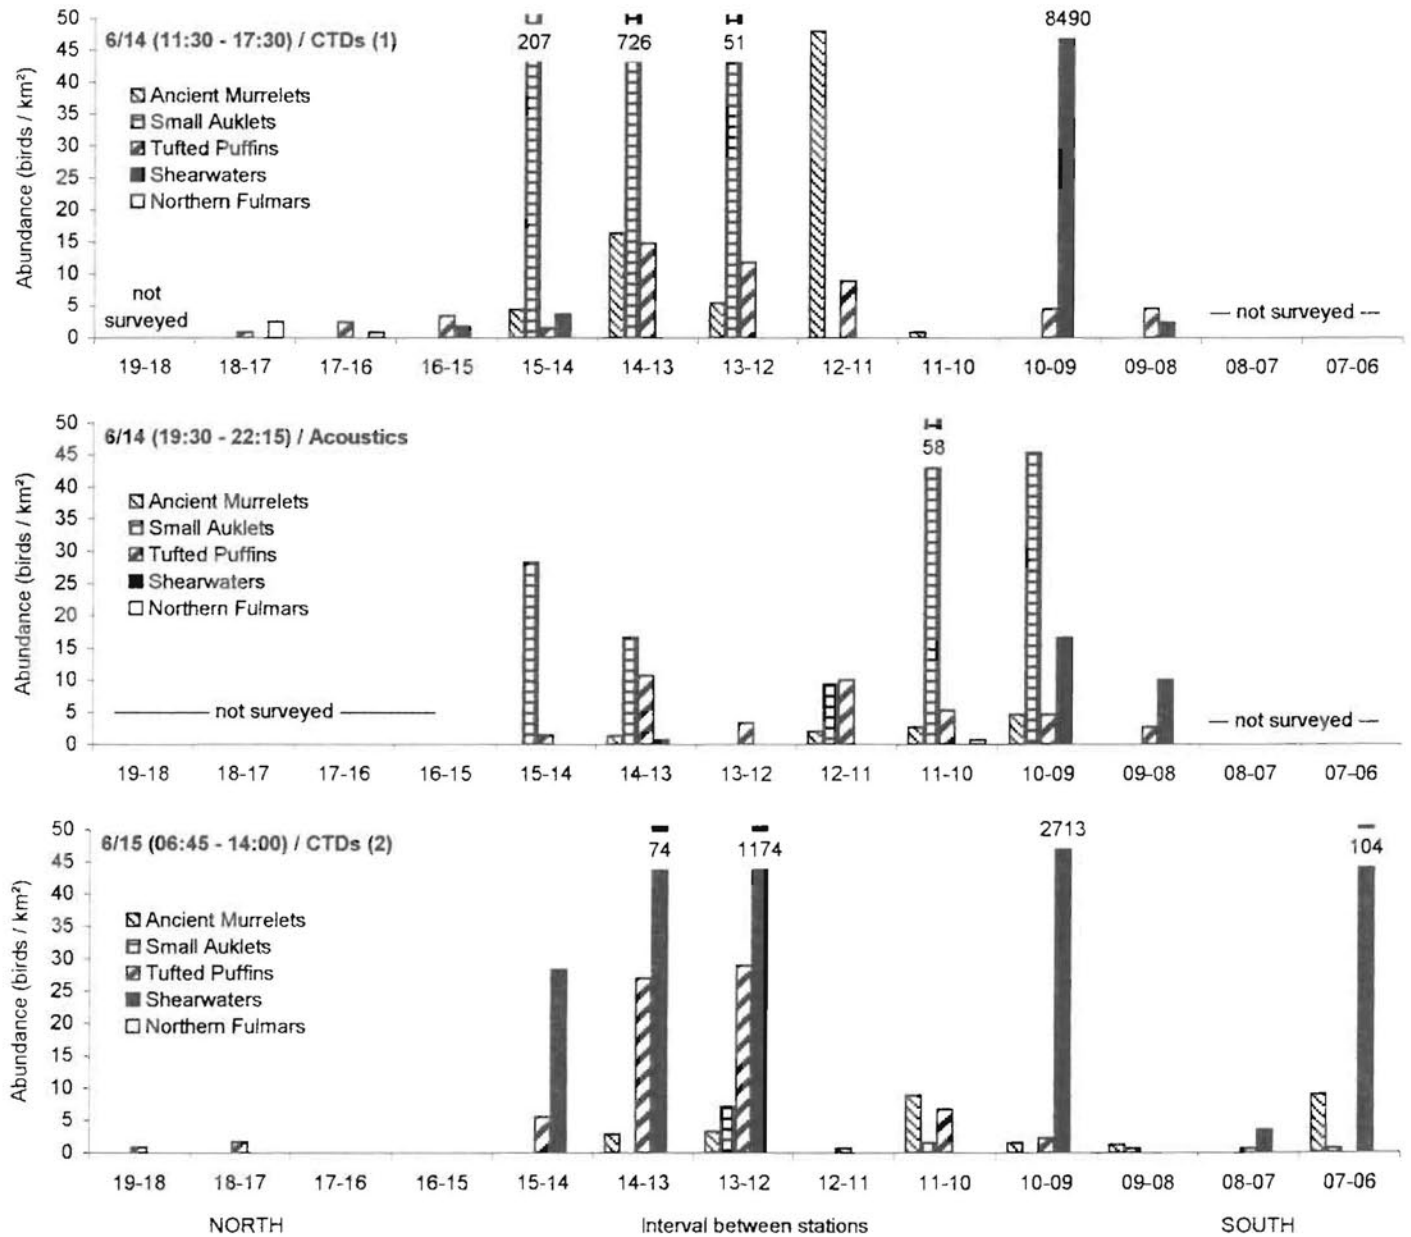 50
8490
6/14 (11:30 - 17:30) / CTDs (1)
207
726
51
45
40
35
30
25
20
15
10
5
0
Abundance (birds / km²)
Ancient Murrelets
Small Auklets
Tufted Puffins
Shearwaters
Northern Fulmars
not
surveyed
— not surveyed —
19-18 18-17 17-16 16-15 15-14 14-13 13-12 12-11 11-10 10-09 09-08 08-07 07-06
50
6/14 (19:30 - 22:15) / Acoustics
58
45
40
35
30
25
20
15
10
5
0
Abundance (birds / km²)
Ancient Murrelets
Small Auklets
Tufted Puffins
Shearwaters
Northern Fulmars
not surveyed
— not surveyed —
19-18 18-17 17-16 16-15 15-14 14-13 13-12 12-11 11-10 10-09 09-08 08-07 07-06
50
2713
6/15 (06:45 - 14:00) / CTDs (2)
74
1174
104
45
40
35
30
25
20
15
10
5
0
Abundance (birds / km²)
Ancient Murrelets
Small Auklets
Tufted Puffins
Shearwaters
Northern Fulmars
19-18 18-17 17-16 16-15 15-14 14-13 13-12 12-11 11-10 10-09 09-08 08-07 07-06
NORTH Interval between stations SOUTH